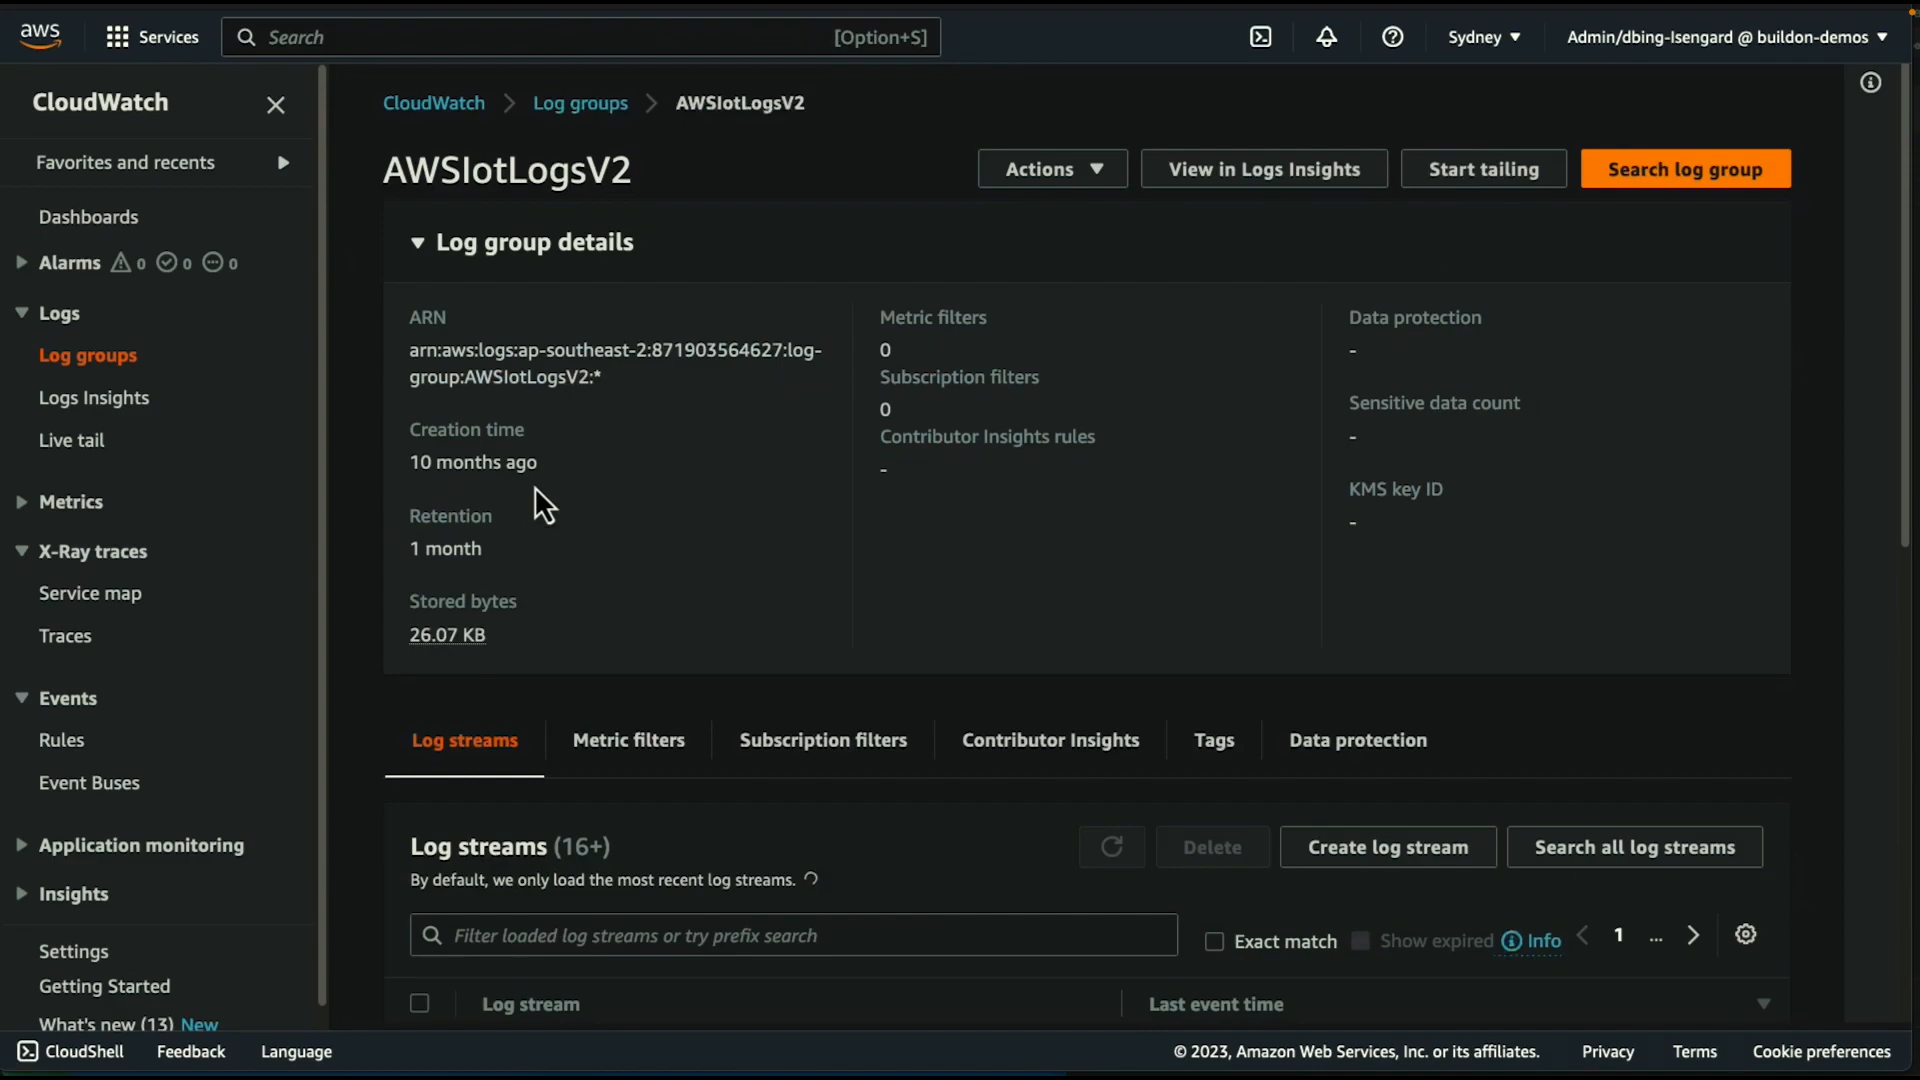 aws
Services
Search
[Option+S]
Sydney
Admin/dbing-Isengard @ buildon-demos
CloudWatch
Favorites and recents
Dashboards
Alarms 0 0 0
Logs
Log groups
Logs Insights
Live tail
Metrics
X-Ray traces
Service map
Traces
Events
Rules
Event Buses
Application monitoring
Insights
Settings
Getting Started
What's new (13) New
CloudWatch > Log groups > AWSIotLogsV2
AWSIotLogsV2
Actions
View in Logs Insights
Start tailing
Search log group
Log group details
ARN
arn:aws:logs:ap-southeast-2:871903564627:log-
group:AWSIotLogsV2:*
Creation time
10 months ago
Retention
1 month
Stored bytes
26.07 KB
Metric filters
0
Subscription filters
0
Contributor Insights rules
-
Data protection
-
Sensitive data count
-
KMS key ID
-
Log streams
Metric filters
Subscription filters
Contributor Insights
Tags
Data protection
Log streams (16+)
By default, we only load the most recent log streams.
Delete
Create log stream
Search all log streams
Filter loaded log streams or try prefix search
Exact match
Show expired
Info
1
...
Log stream
Last event time
CloudShell
Feedback
Language
© 2023, Amazon Web Services, Inc. or its affiliates.
Privacy
Terms
Cookie preferences